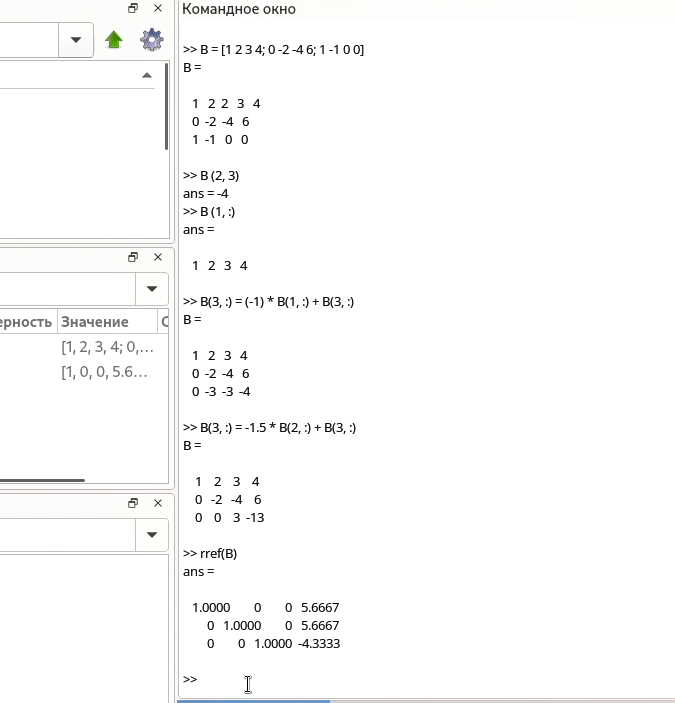 Командное окно
>> B = [1 2 3 4; 0 -2 -4 6; 1 -1 0 0]
B =
1 2 2 3 4
0 -2 -4 6
1 -1 0 0
>> B (2, 3)
ans = -4
>> B (1, :)
ans =
1 2 3 4
>> B(3, :) = (-1) * B(1, :) + B(3, :)
B =
1 2 3 4
0 -2 -4 6
0 -3 -3 -4
>> B(3, :) = -1.5 * B(2, :) + B(3, :)
B =
1 2 3 4
0 -2 -4 6
0 0 3 -13
>> rref(B)
ans =
1.0000 0 0 5.6667
0 1.0000 0 5.6667
0 0 1.0000 -4.3333
>>
ерность Значение
[1, 2, 3, 4; 0,...
[1, 0, 0, 5.6...